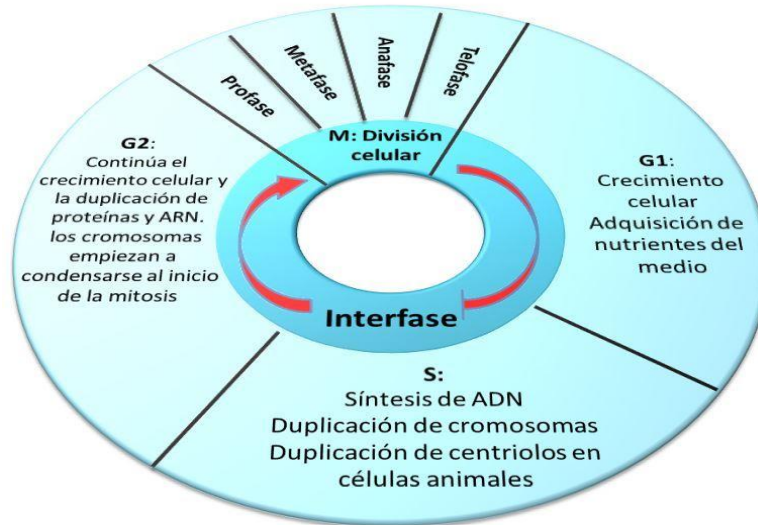 Profase
Metafase
Anafase
Telofase
M: División
celular
G1:
Crecimiento
celular
Adquisición de
nutrientes del
medio
S:
Síntesis de ADN
Duplicación de cromosomas
Duplicación de centriolos en
células animales
G2:
Continúa el
crecimiento celular y
la duplicación de
proteínas y ARN.
los cromosomas
empiezan a
condensarse al inicio
de la mitosis
Interfase